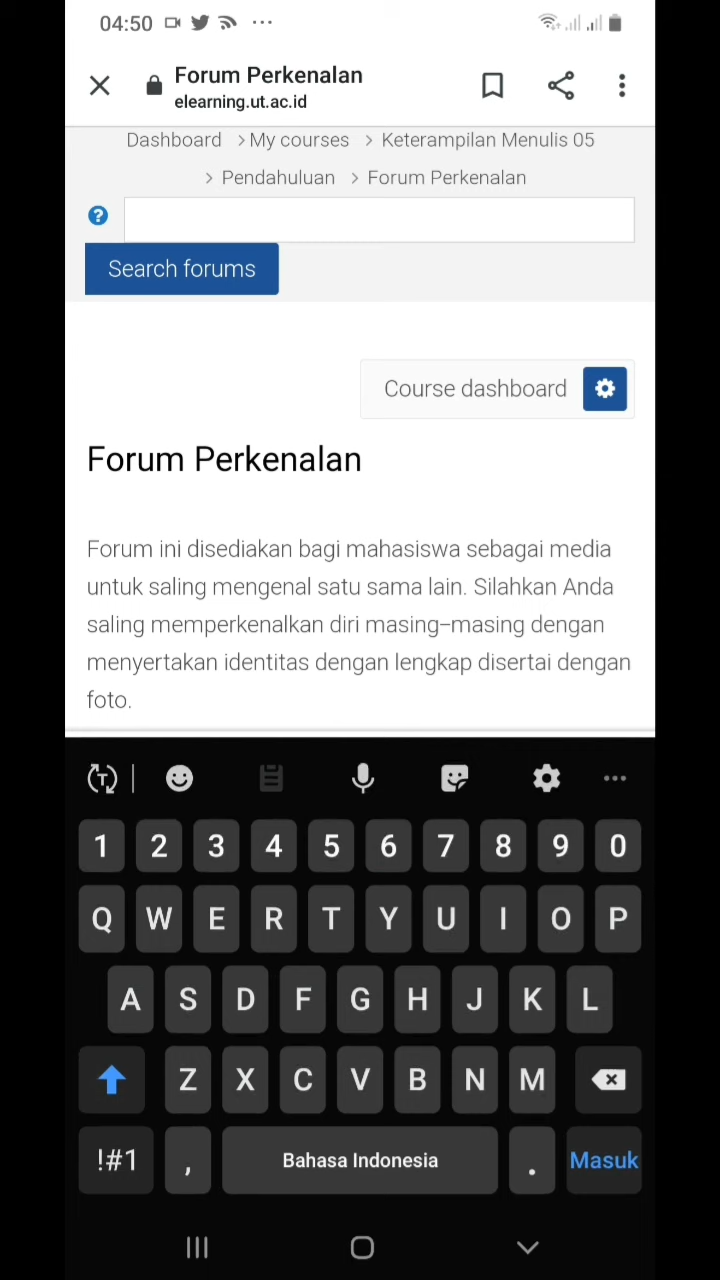 04:50
Forum Perkenalan
elearning.ut.ac.id
Dashboard > My courses > Keterampilan Menulis 05
> Pendahuluan > Forum Perkenalan
?
Search forums
Course dashboard
Forum Perkenalan
Forum ini disediakan bagi mahasiswa sebagai media
untuk saling mengenal satu sama lain. Silahkan Anda
saling memperkenalkan diri masing-masing dengan
menyertakan identitas dengan lengkap disertai dengan
foto.
T
1 2 3 4 5 6 7 8 9 0
Q W E R T Y U I O P
A S D F G H J K L
Z X C V B N M
!#1 , Bahasa Indonesia . Masuk